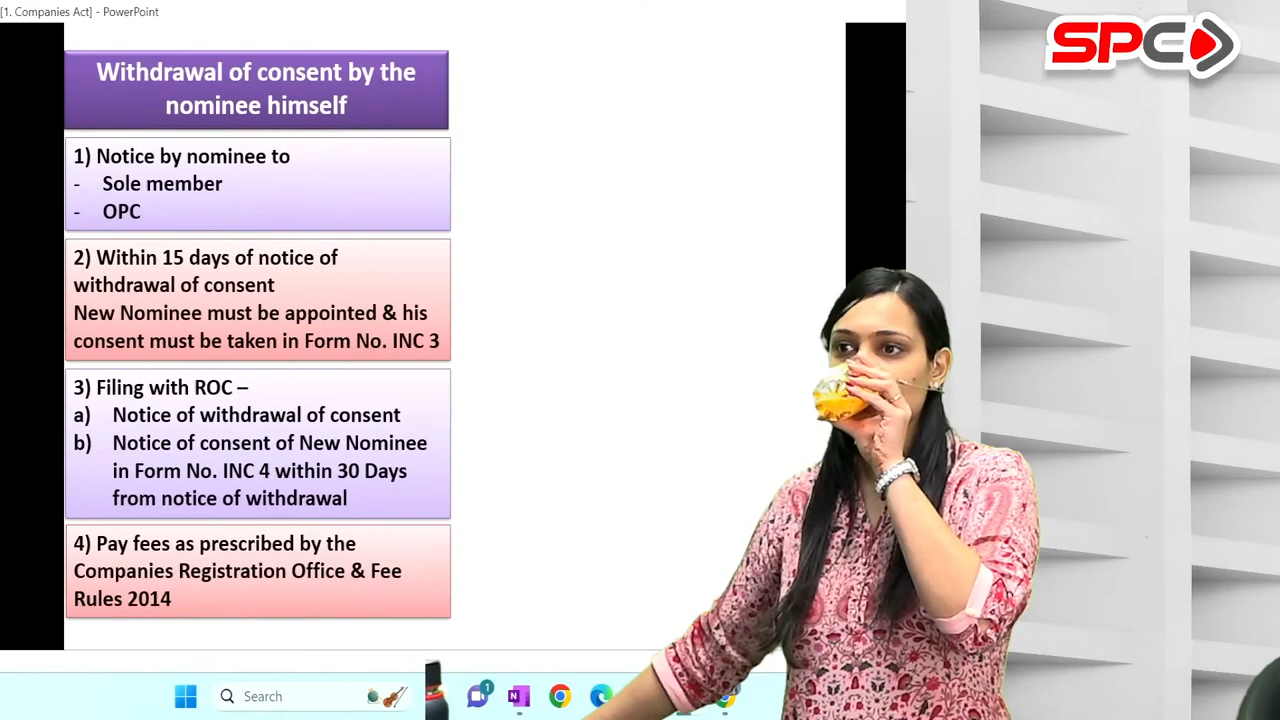 [1. Companies Act] - PowerPoint
SPC
Withdrawal of consent by the
nominee himself
1) Notice by nominee to
- Sole member
- OPC
2) Within 15 days of notice of
withdrawal of consent
New Nominee must be appointed & his
consent must be taken in Form No. INC 3
3) Filing with ROC –
a) Notice of withdrawal of consent
b) Notice of consent of New Nominee
in Form No. INC 4 within 30 Days
from notice of withdrawal
4) Pay fees as prescribed by the
Companies Registration Office & Fee
Rules 2014
Search
1